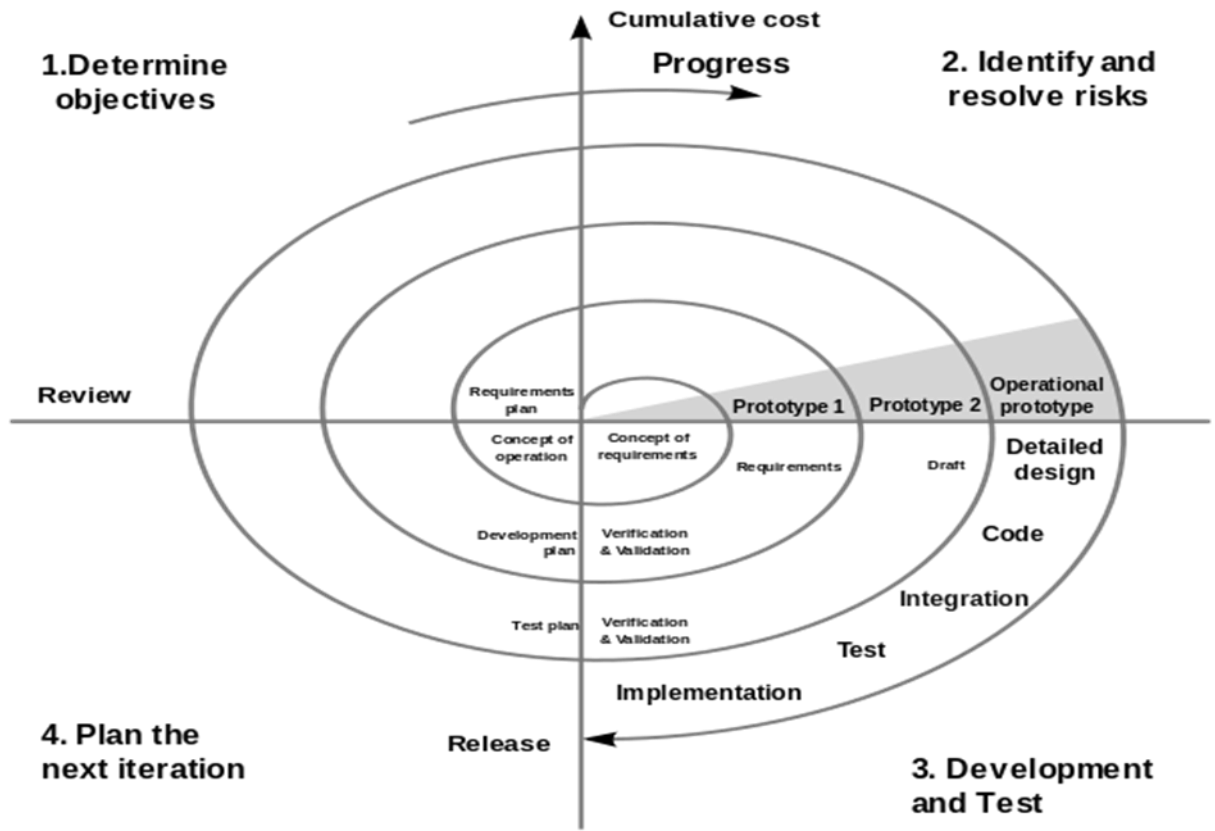 Cumulative cost
Progress
1.Determine
objectives
2. Identify and
resolve risks
Review
Requirements
plan
Concept of
operation
Concept of
requirements
Prototype 1
Prototype 2
Operational
prototype
Requirements
Draft
Detailed
design
Development
plan
Verification
& Validation
Code
Integration
Test plan
Verification
& Validation
Test
Implementation
Release
4. Plan the
next iteration
3. Development
and Test